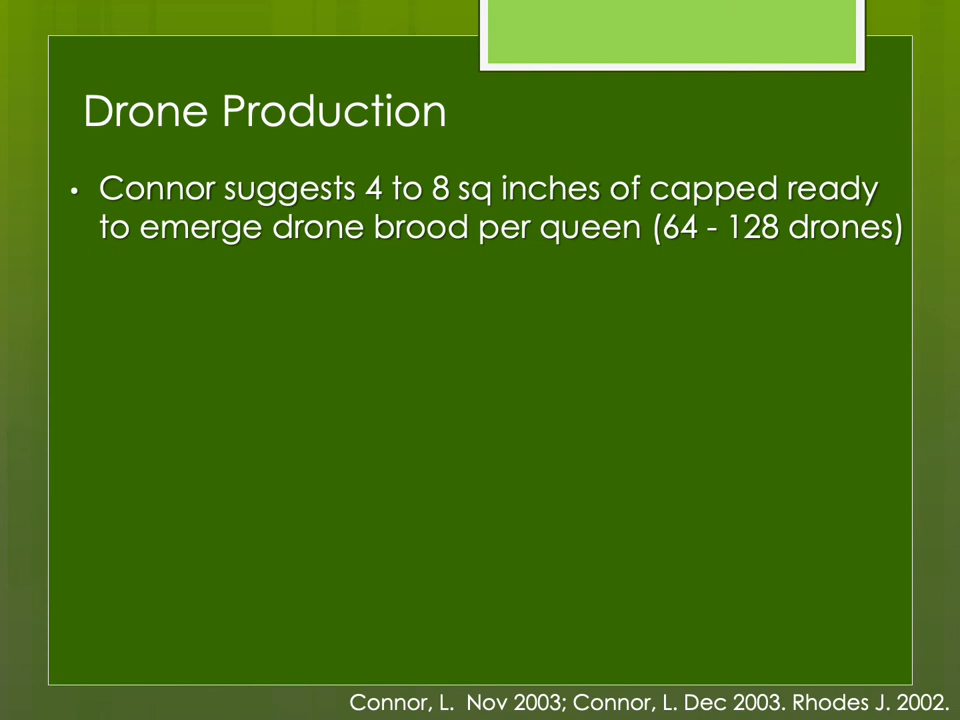 Drone Production
• Connor suggests 4 to 8 sq inches of capped ready
to emerge drone brood per queen (64 - 128 drones)
Connor, L.  Nov 2003; Connor, L. Dec 2003. Rhodes J. 2002.